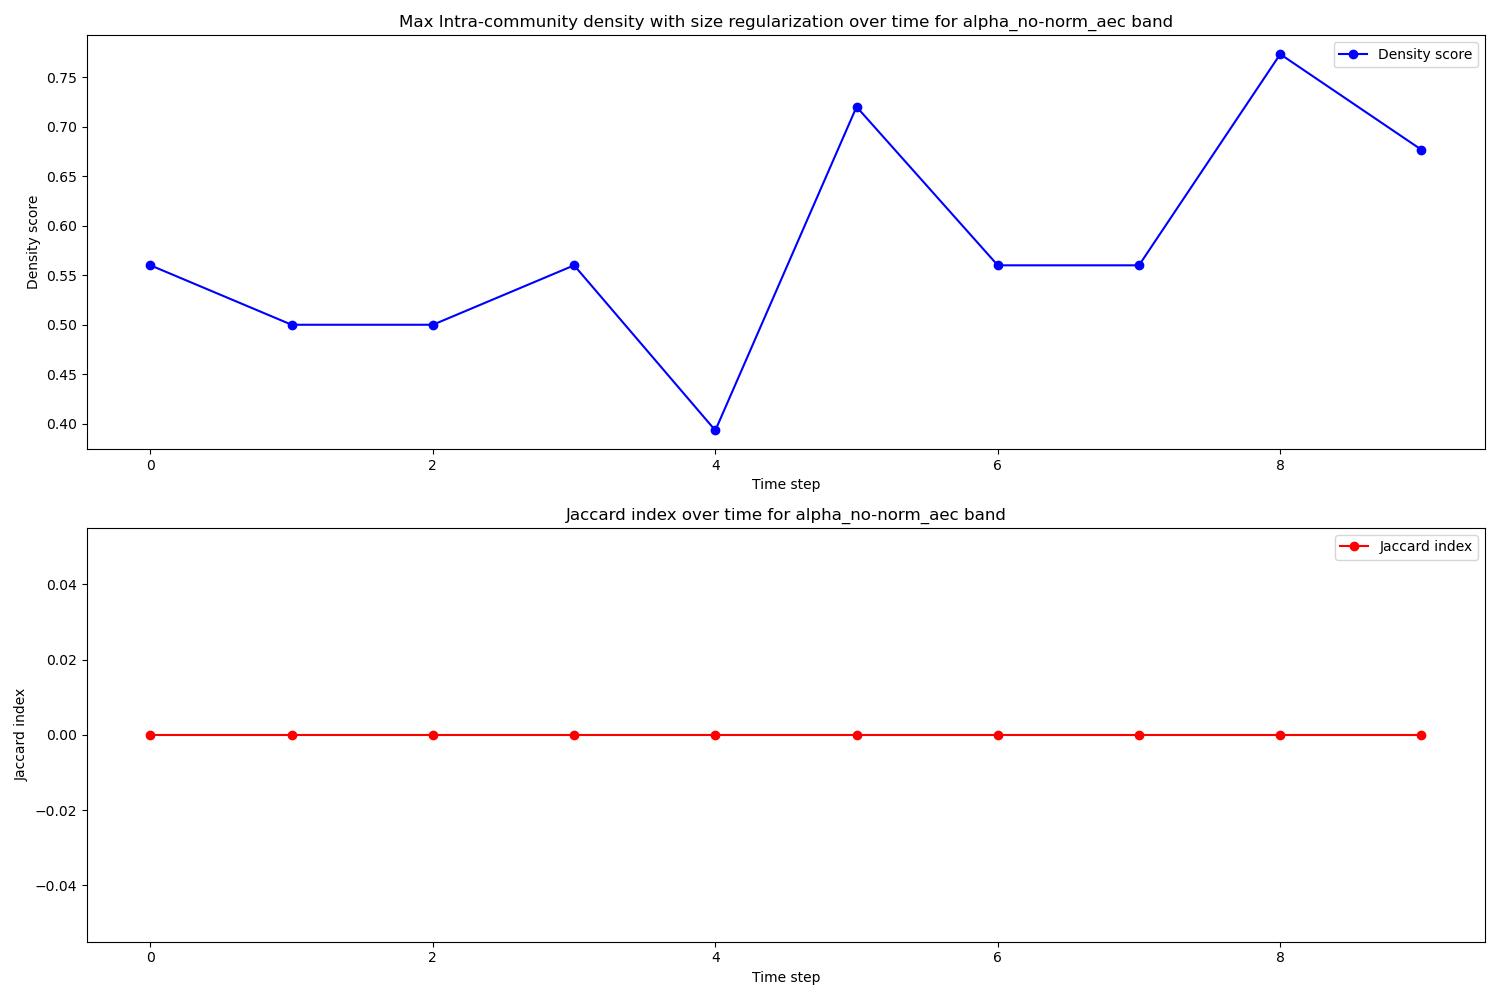 Max Intra-community density with size regularization over time for alpha_no-norm_aec band
Density score
0.75
0.70
0.65
0.60
0.55
0.50
0.45
0.40
Density score
0 2 4 6 8
Time step
Jaccard index over time for alpha_no-norm_aec band
Jaccard index
0.04
0.02
0.00
−0.02
−0.04
Jaccard index
0 2 4 6 8
Time step